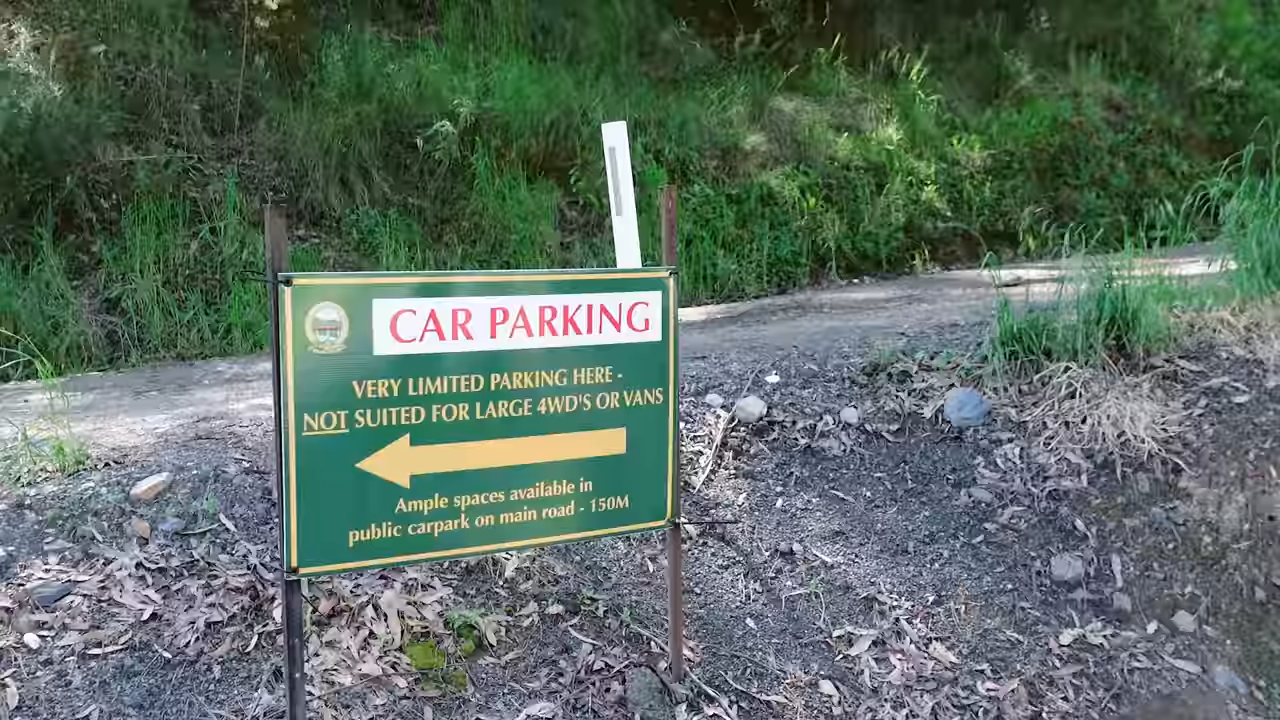 CAR PARKING
VERY LIMITED PARKING HERE -
NOT SUITED FOR LARGE 4WD'S OR VANS
Ample spaces available in
public carpark on main road - 150M